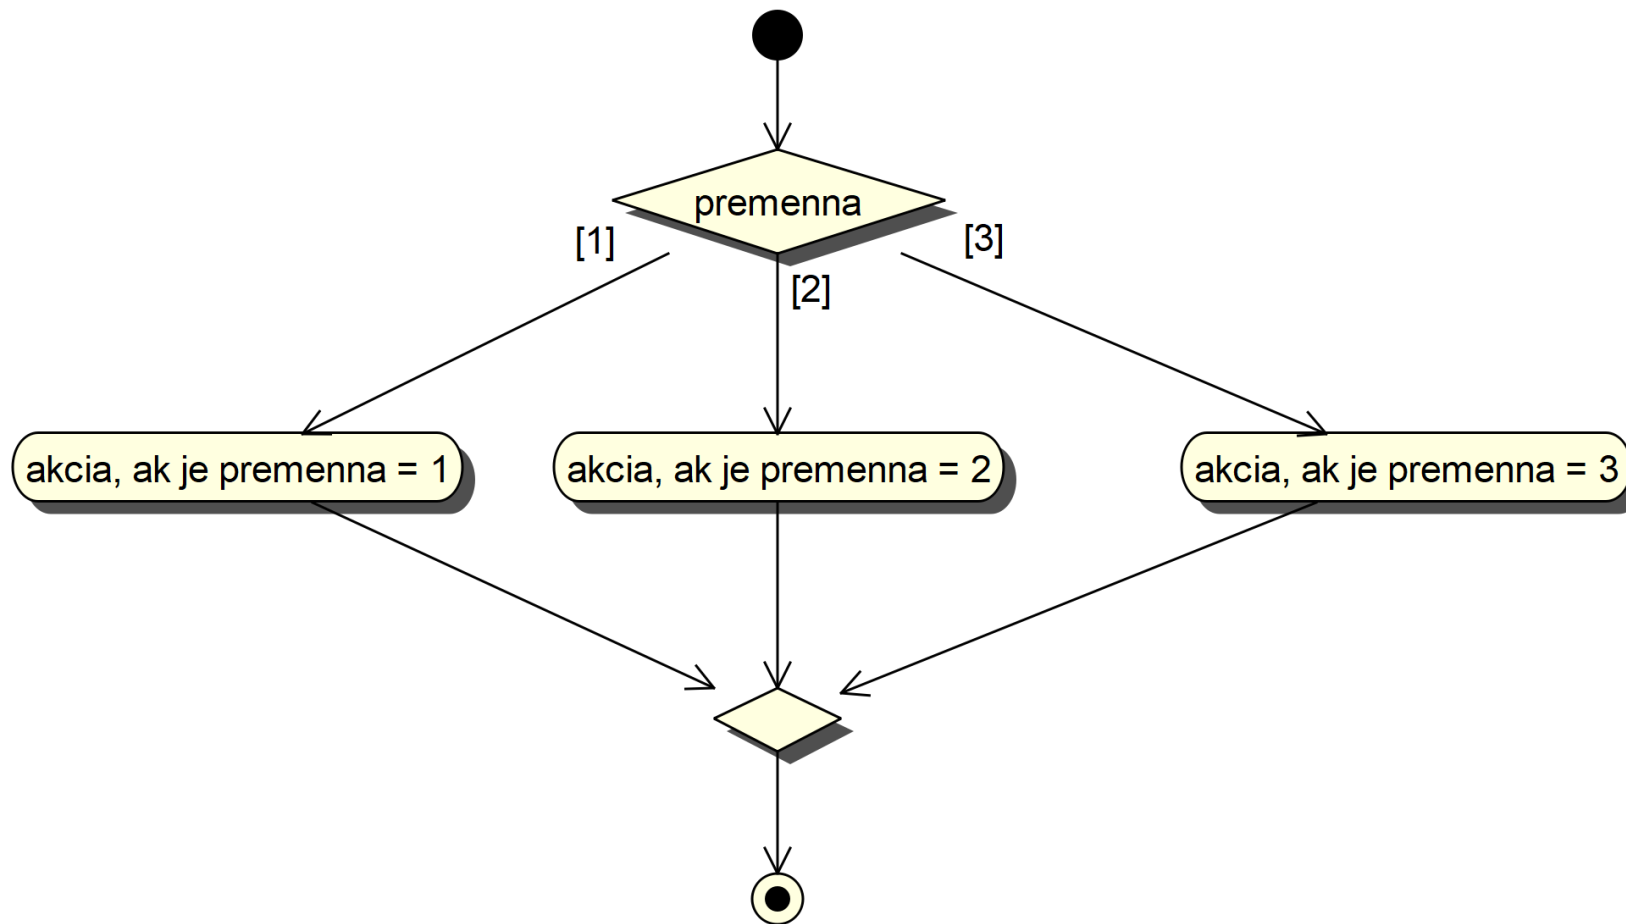 premenna
[1]
[2]
[3]
akcia, ak je premenna = 1
akcia, ak je premenna = 2
akcia, ak je premenna = 3